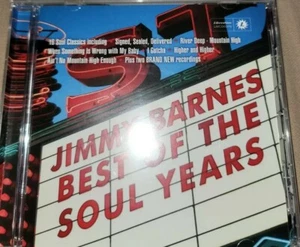 18 Soul Classics including • Signed, Sealed, Delivered • River Deep - Mountain High
When Something is Wrong with My Baby • I Gotcha • Higher and Higher
Ain't No Mountain High Enough • Plus Two BRAND NEW recordings
JIMMY BARNES
BEST OF THE
SOUL YEARS